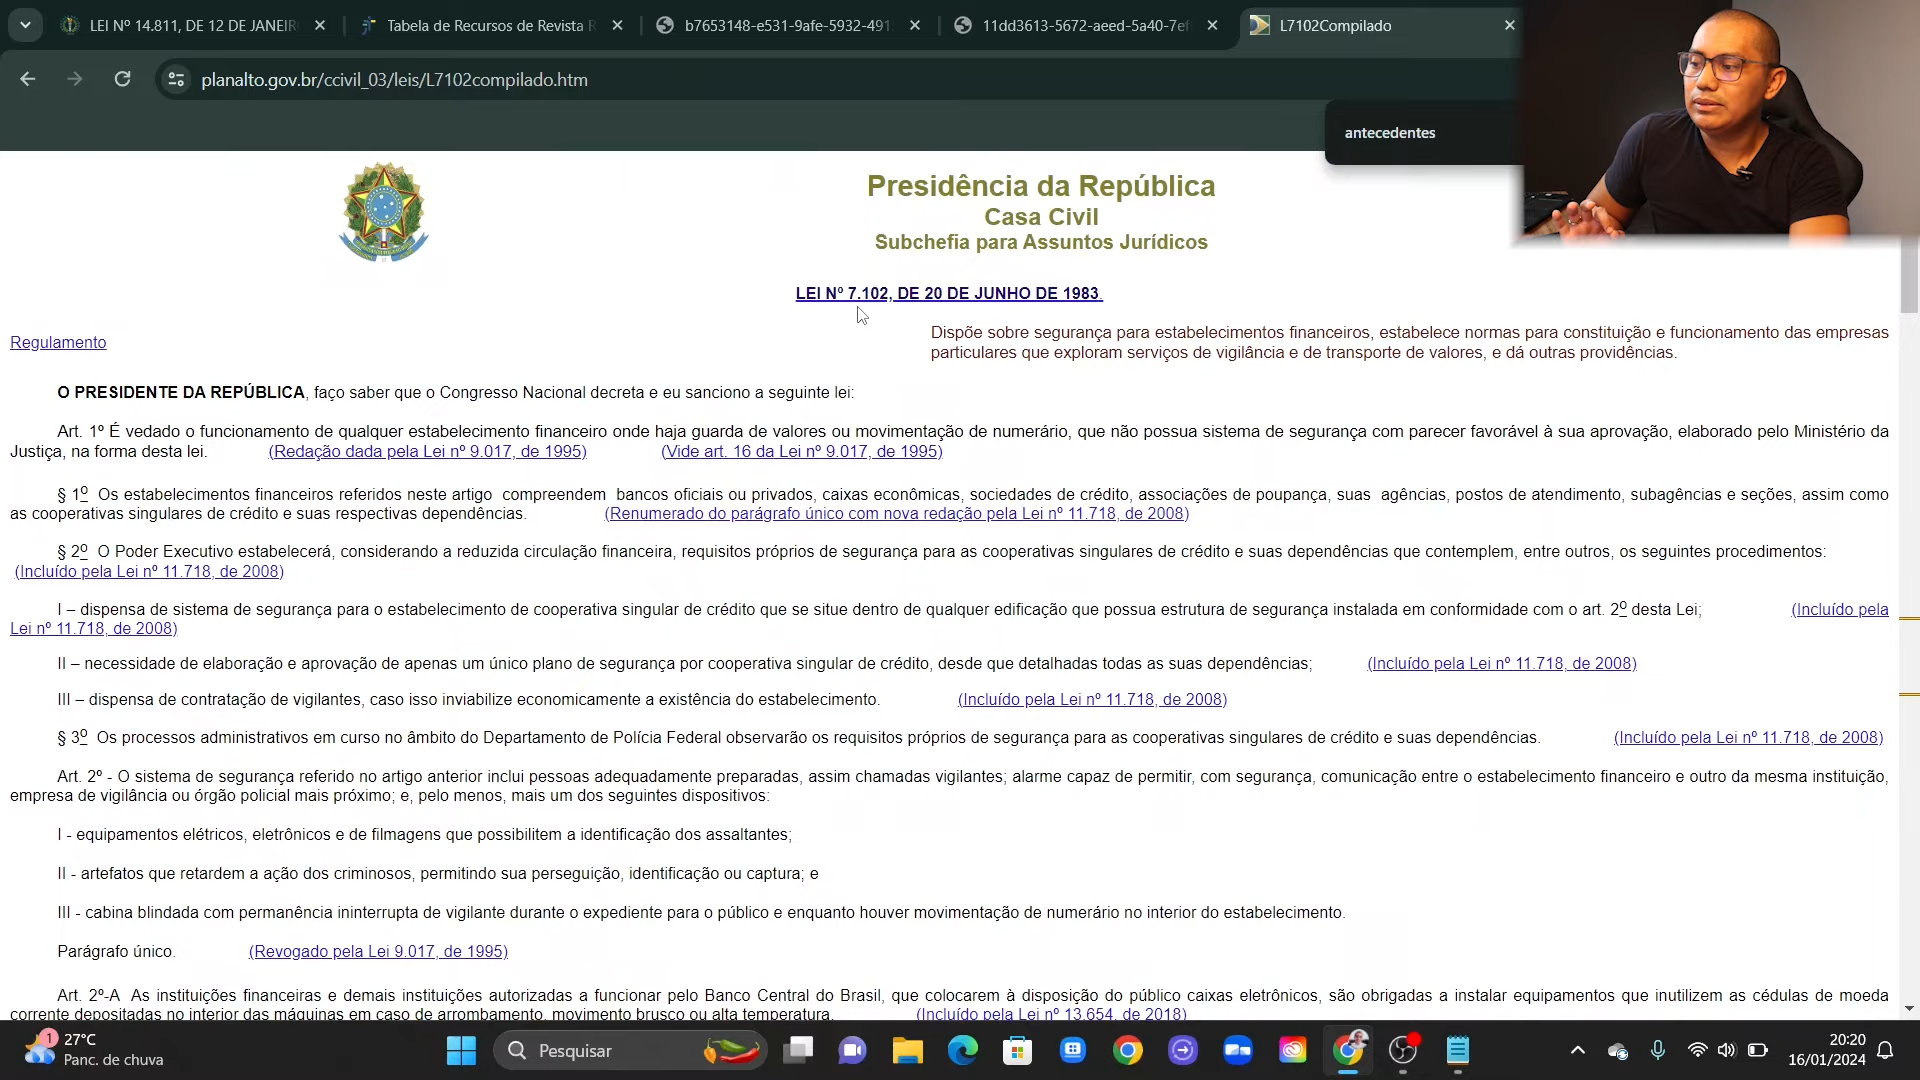 LEI Nº 14.811, DE 12 DE JANEIR
Tabela de Recursos de Revista R
b7653148-e531-9afe-5932-491
11dd3613-5672-aeed-5a40-7ef
L7102Compilado
planalto.gov.br/ccivil_03/leis/L7102compilado.htm
antecedentes
Presidência da República
Casa Civil
Subchefia para Assuntos Jurídicos
LEI Nº 7.102, DE 20 DE JUNHO DE 1983.
Regulamento
Dispõe sobre segurança para estabelecimentos financeiros, estabelece normas para constituição e funcionamento das empresas
particulares que exploram serviços de vigilância e de transporte de valores, e dá outras providências.
O PRESIDENTE DA REPÚBLICA, faço saber que o Congresso Nacional decreta e eu sanciono a seguinte lei:
Art. 1º É vedado o funcionamento de qualquer estabelecimento financeiro onde haja guarda de valores ou movimentação de numerário, que não possua sistema de segurança com parecer favorável à sua aprovação, elaborado pelo Ministério da
Justiça, na forma desta lei. (Redação dada pela Lei nº 9.017, de 1995) (Vide art. 16 da Lei nº 9.017, de 1995)
§ 1º Os estabelecimentos financeiros referidos neste artigo compreendem bancos oficiais ou privados, caixas econômicas, sociedades de crédito, associações de poupança, suas agências, postos de atendimento, subagências e seções, assim como
as cooperativas singulares de crédito e suas respectivas dependências. (Renumerado do parágrafo único com nova redação pela Lei nº 11.718, de 2008)
§ 2º O Poder Executivo estabelecerá, considerando a reduzida circulação financeira, requisitos próprios de segurança para as cooperativas singulares de crédito e suas dependências que contemplem, entre outros, os seguintes procedimentos:
(Incluído pela Lei nº 11.718, de 2008)
I – dispensa de sistema de segurança para o estabelecimento de cooperativa singular de crédito que se situe dentro de qualquer edificação que possua estrutura de segurança instalada em conformidade com o art. 2º desta Lei; (Incluído pela
Lei nº 11.718, de 2008)
II – necessidade de elaboração e aprovação de apenas um único plano de segurança por cooperativa singular de crédito, desde que detalhadas todas as suas dependências; (Incluído pela Lei nº 11.718, de 2008)
III – dispensa de contratação de vigilantes, caso isso inviabilize economicamente a existência do estabelecimento. (Incluído pela Lei nº 11.718, de 2008)
§ 3º Os processos administrativos em curso no âmbito do Departamento de Polícia Federal observarão os requisitos próprios de segurança para as cooperativas singulares de crédito e suas dependências. (Incluído pela Lei nº 11.718, de 2008)
Art. 2º - O sistema de segurança referido no artigo anterior inclui pessoas adequadamente preparadas, assim chamadas vigilantes; alarme capaz de permitir, com segurança, comunicação entre o estabelecimento financeiro e outro da mesma instituição,
empresa de vigilância ou órgão policial mais próximo; e, pelo menos, mais um dos seguintes dispositivos:
I - equipamentos elétricos, eletrônicos e de filmagens que possibilitem a identificação dos assaltantes;
II - artefatos que retardem a ação dos criminosos, permitindo sua perseguição, identificação ou captura; e
III - cabina blindada com permanência ininterrupta de vigilante durante o expediente para o público e enquanto houver movimentação de numerário no interior do estabelecimento.
Parágrafo único. (Revogado pela Lei 9.017, de 1995)
Art. 2º-A As instituições financeiras e demais instituições autorizadas a funcionar pelo Banco Central do Brasil, que colocarem à disposição do público caixas eletrônicos, são obrigadas a instalar equipamentos que inutilizem as cédulas de moeda
corrente depositadas no interior das máquinas em caso de arrombamento, movimento brusco ou alta temperatura. (Incluído pela Lei nº 13.654, de 2018)
1
27°C
Panc. de chuva
Pesquisar
20:20
16/01/2024